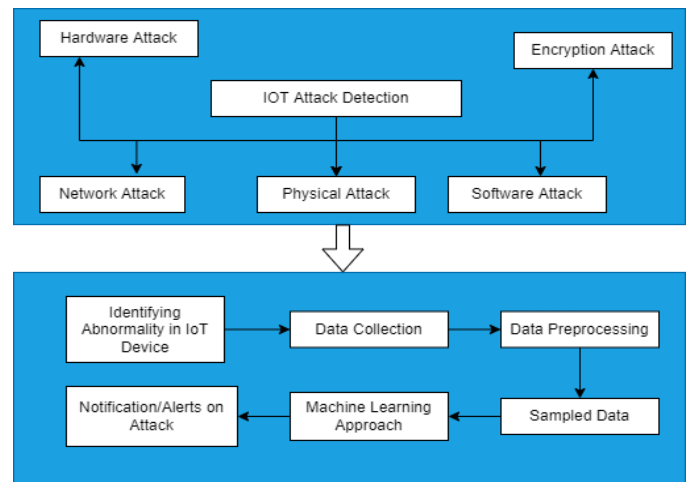 Hardware Attack
Encryption Attack
IOT Attack Detection
Network Attack
Physical Attack
Software Attack
Identifying
Abnormality in IoT
Device
Data Collection
Data Preprocessing
Notification/Alerts on
Attack
Machine Learning
Approach
Sampled Data